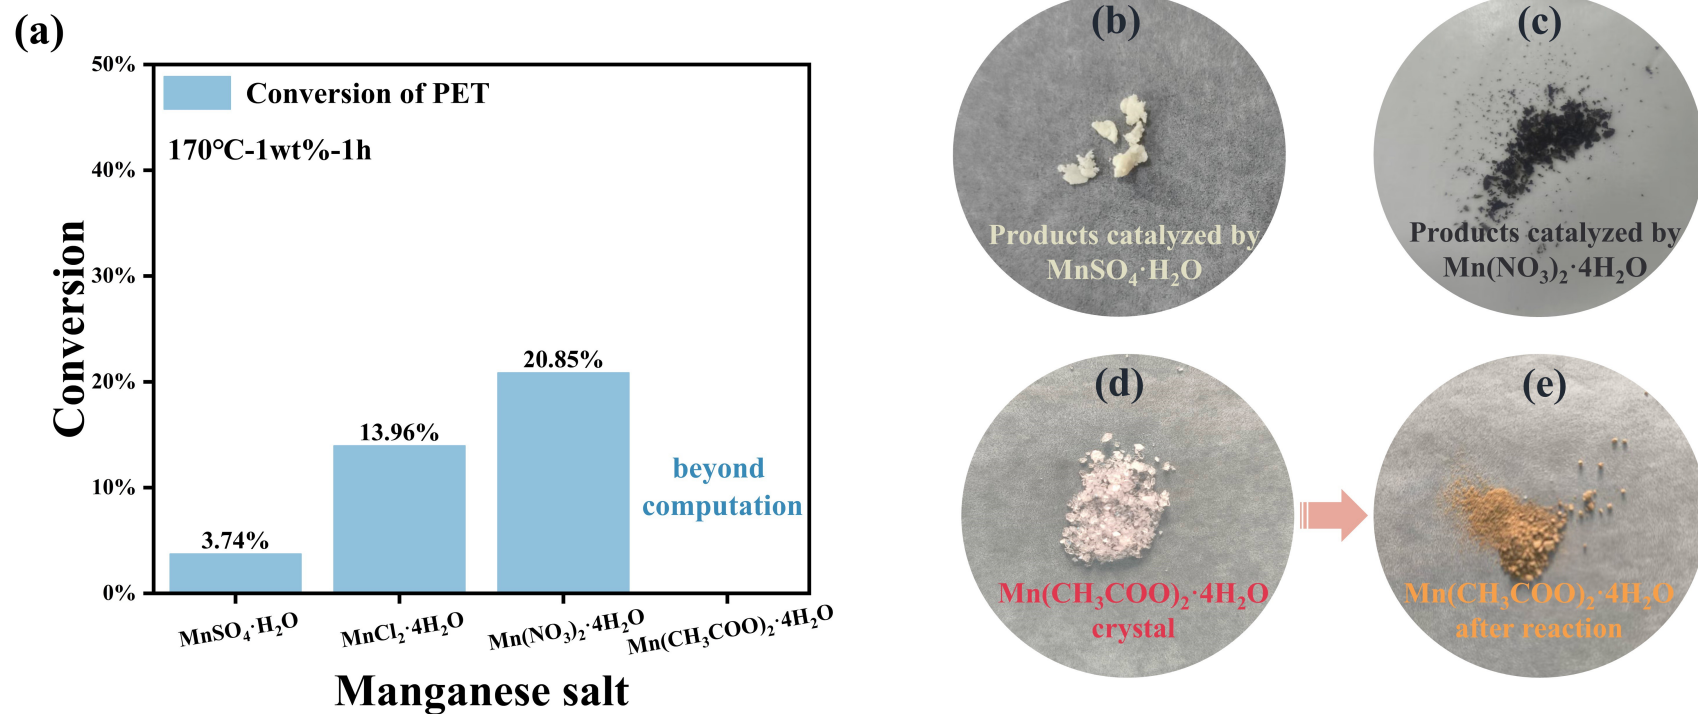 (a)
50%
40%
30%
20%
10%
0%
Conversion
Conversion of PET
170℃-1wt%-1h
3.74%
13.96%
20.85%
beyond
computation
MnSO₄·H₂O
MnCl₂·4H₂O
Mn(NO₃)₂·4H₂O
Mn(CH₃COO)₂·4H₂O
Manganese salt
(b)
Products catalyzed by
MnSO₄·H₂O
(c)
Products catalyzed by
Mn(NO₃)₂·4H₂O
(d)
Mn(CH₃COO)₂·4H₂O
crystal
(e)
Mn(CH₃COO)₂·4H₂O
after reaction